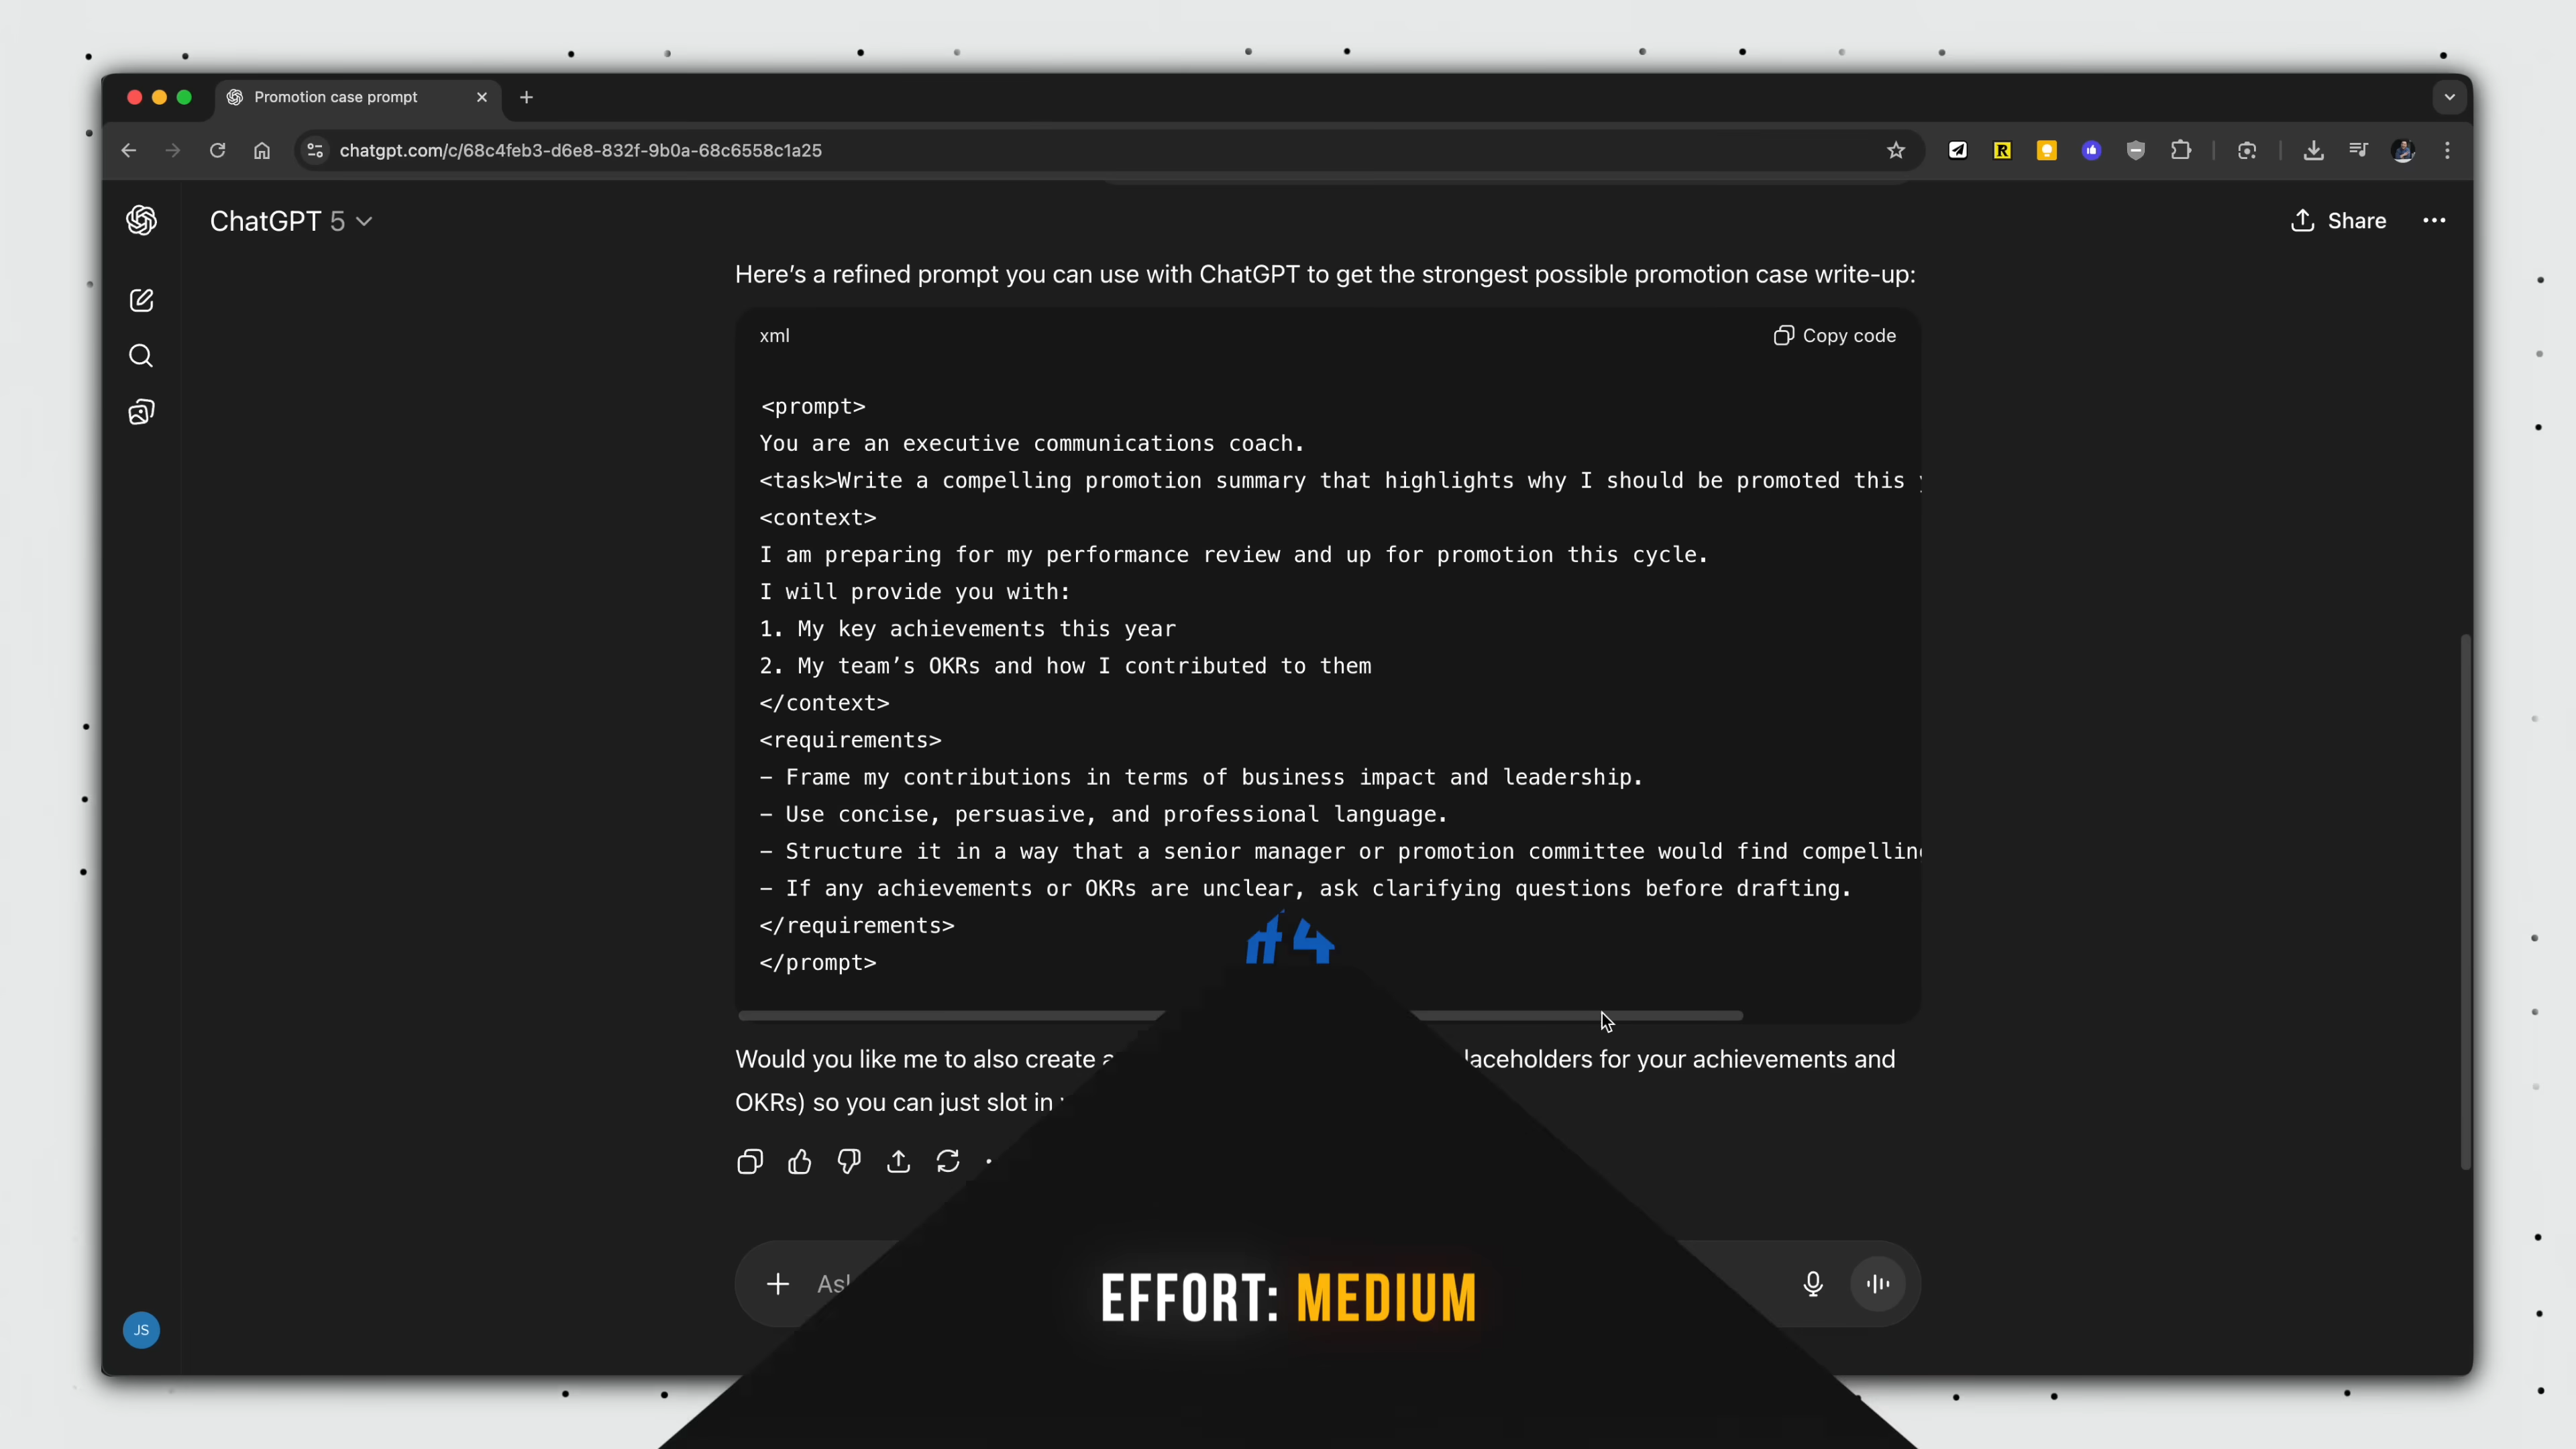 Promotion case prompt
chatgpt.com/c/68c4feb3-d6e8-832f-9b0a-68c6558c1a25
ChatGPT 5
Share
Here’s a refined prompt you can use with ChatGPT to get the strongest possible promotion case write-up:
xml
Copy code
<prompt>
You are an executive communications coach.
<task>Write a compelling promotion summary that highlights why I should be promoted this
<context>
I am preparing for my performance review and up for promotion this cycle.
I will provide you with:
1. My key achievements this year
2. My team’s OKRs and how I contributed to them
</context>
<requirements>
– Frame my contributions in terms of business impact and leadership.
– Use concise, persuasive, and professional language.
– Structure it in a way that a senior manager or promotion committee would find compelling
– If any achievements or OKRs are unclear, ask clarifying questions before drafting.
</requirements>
</prompt>
#4
Would you like me to also create a laceholders for your achievements and
OKRs) so you can just slot in
EFFORT: MEDIUM
JS